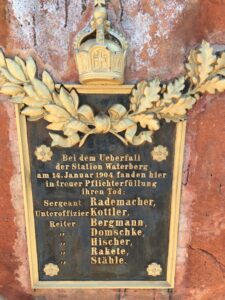 Bei dem Ueberfall
der Station Waterberg
am 14. Januar 1904 fanden hier
in treuer Pflichterfüllung
ihren Tod:
Sergeant Rademacher,
Unteroffizier Kottler,
Reiter Bergmann,
„ Domschke,
„ Hischer,
„ Rakete,
„ Stäble.